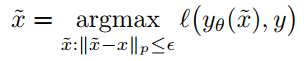 x̃ = argmax ℓ(y_θ(x̃), y)
x̃:‖x̃−x‖_p≤ϵ